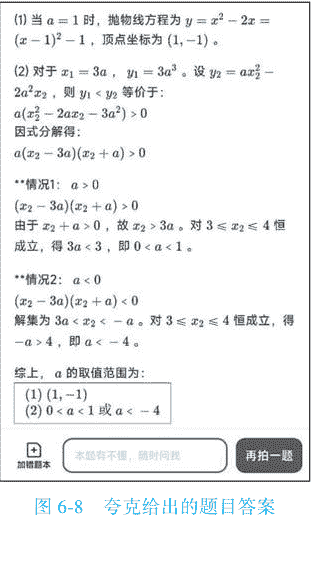 (1) 当 a = 1 时，抛物线方程为 y = x² − 2x =
(x − 1)² − 1 ，顶点坐标为 (1, −1) 。
(2) 对于 x₁ = 3a ， y₁ = 3a³ 。设 y₂ = ax₂² −
2a²x₂ ，则 y₁ < y₂ 等价于：
a(x₂² − 2ax₂ − 3a²) > 0
因式分解得：
a(x₂ − 3a)(x₂ + a) > 0
**情况1： a > 0
(x₂ − 3a)(x₂ + a) > 0
由于 x₂ + a > 0 ，故 x₂ > 3a 。对 3 ≤ x₂ ≤ 4 恒
成立，得 3a < 3 ，即 0 < a < 1 。
**情况2： a < 0
(x₂ − 3a)(x₂ + a) < 0
解集为 3a < x₂ < − a 。对 3 ≤ x₂ ≤ 4 恒成立，得
−a > 4 ，即 a < − 4 。
综上， a 的取值范围为：
(1) (1, −1)
(2) 0 < a < 1 或 a < − 4
加错题本
本题有不懂，随时问我
再拍一题
图 6-8 夸克给出的题目答案